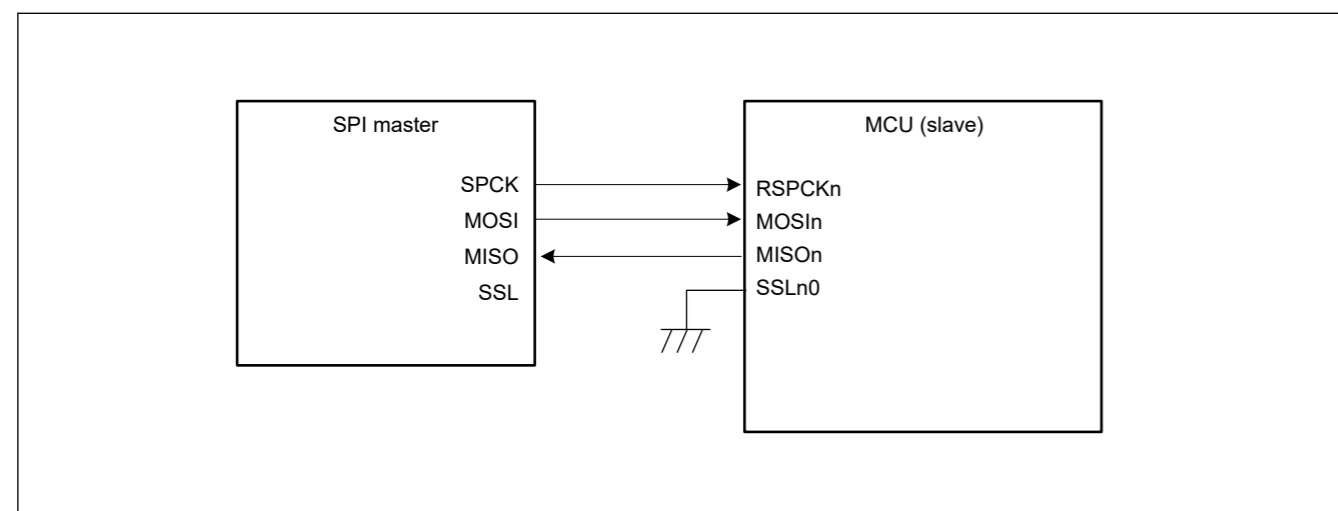 SPI master
SPCK
MOSI
MISO
SSL
MCU (slave)
RSPCKn
MOSIn
MISOn
SSLn0